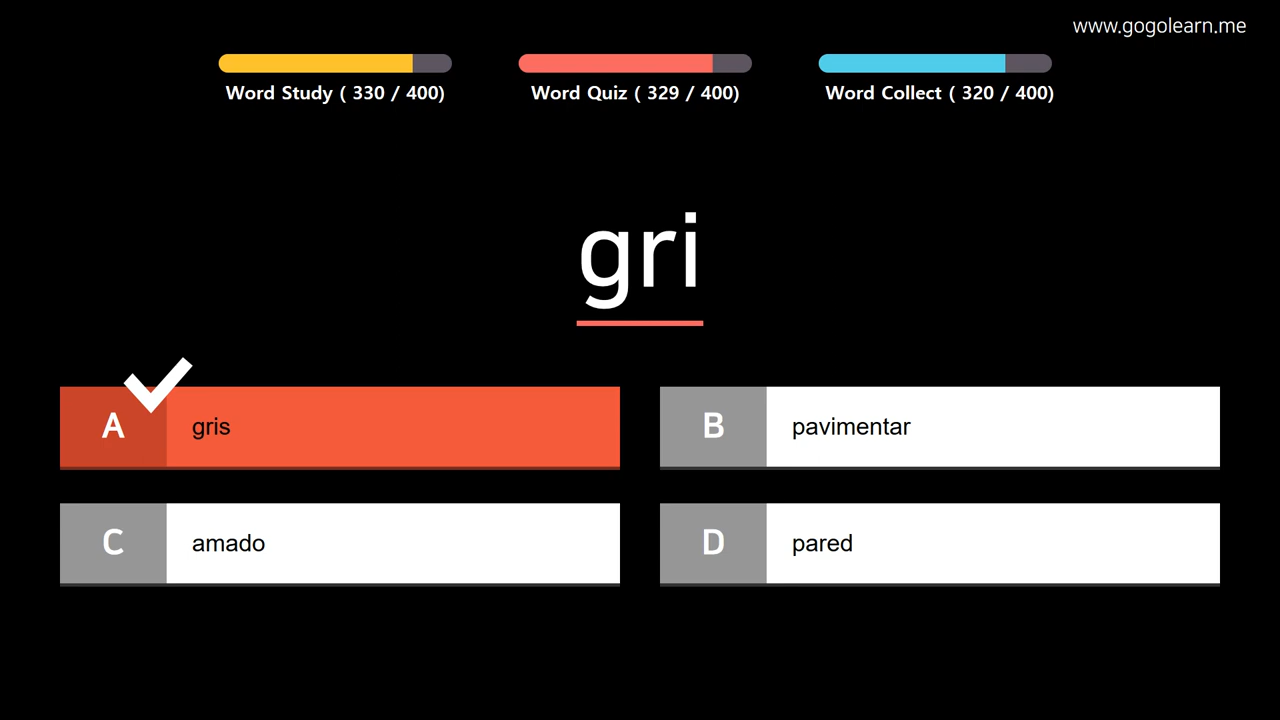 www.gogolearn.me
Word Study ( 330 / 400)
Word Quiz ( 329 / 400)
Word Collect ( 320 / 400)
gri
A gris
B pavimentar
C amado
D pared